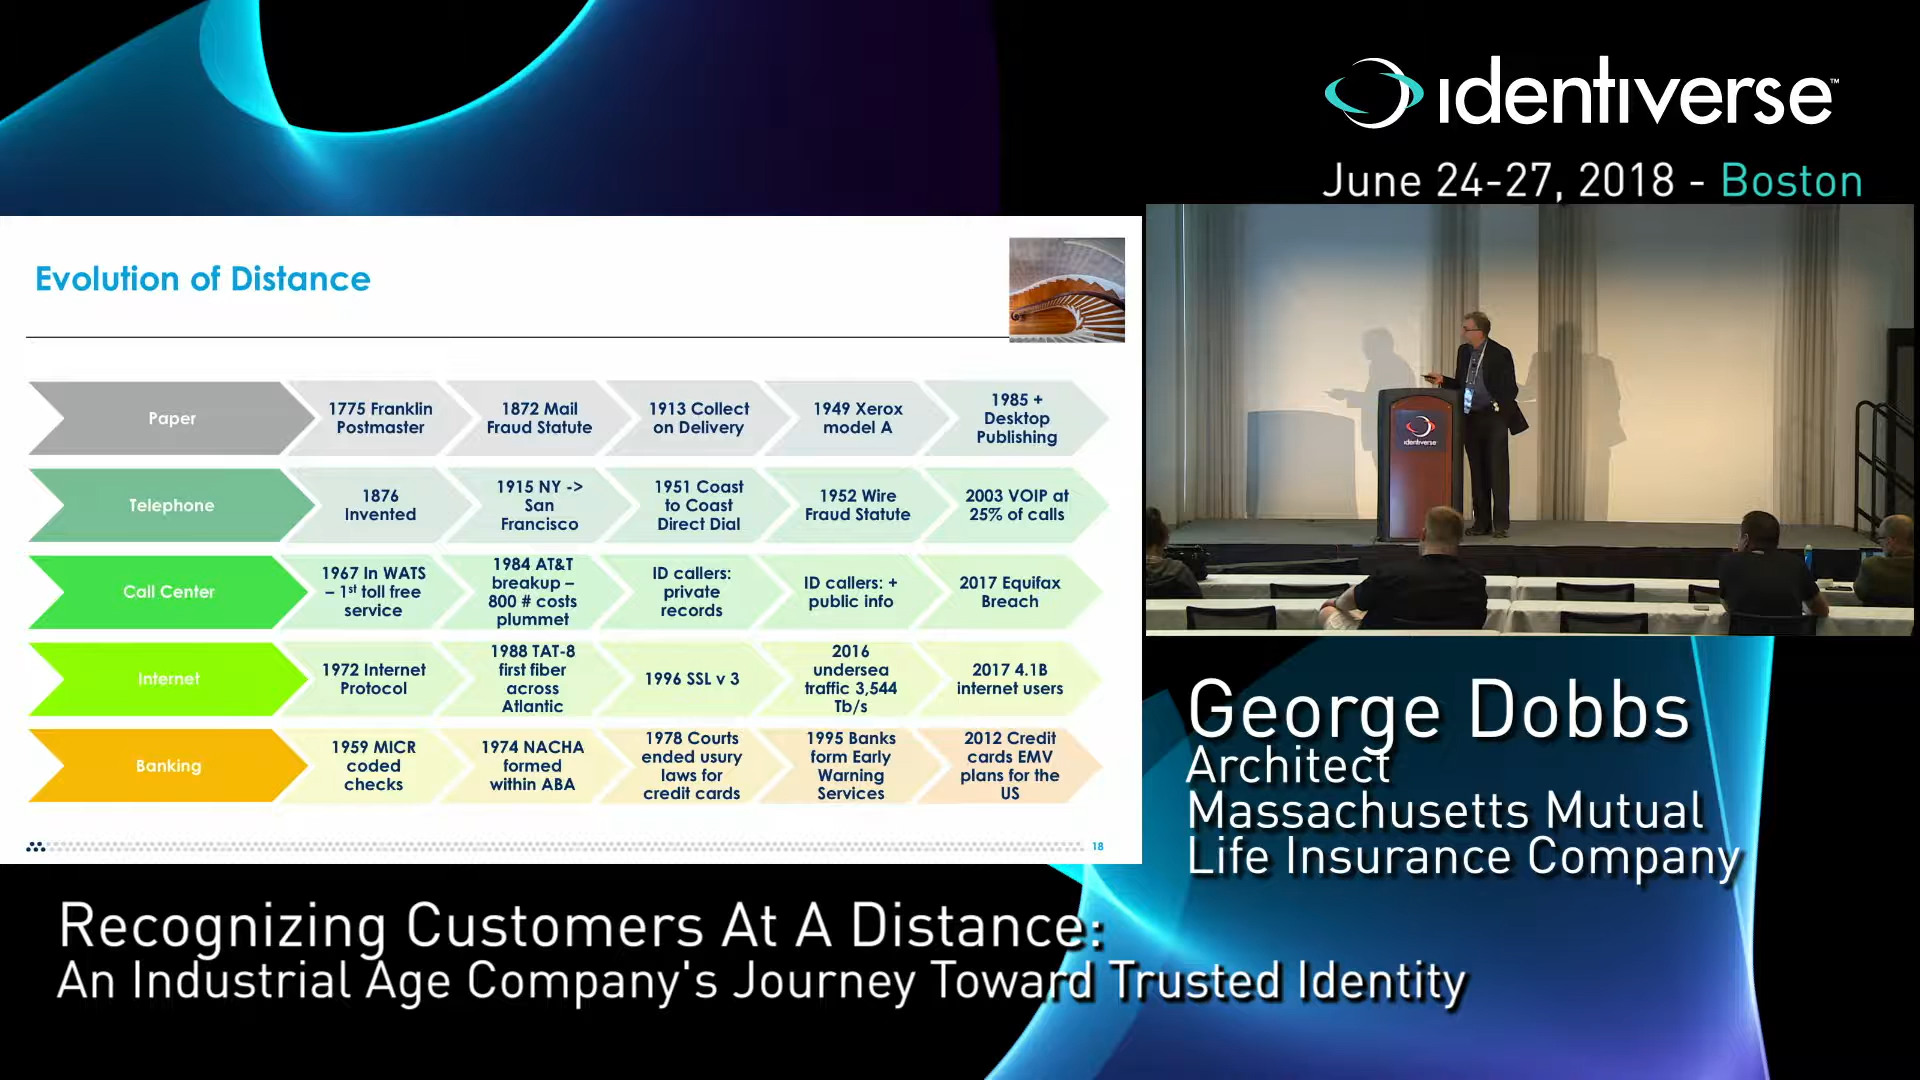 identiverse™
June 24-27, 2018 - Boston
Evolution of Distance
Paper
1775 Franklin
Postmaster
1872 Mail
Fraud Statute
1913 Collect
on Delivery
1949 Xerox
model A
1985 +
Desktop
Publishing
Telephone
1876
Invented
1915 NY ->
San
Francisco
1951 Coast
to Coast
Direct Dial
1952 Wire
Fraud Statute
2003 VOIP at
25% of calls
Call Center
1967 In WATS
– 1st toll free
service
1984 AT&T
breakup –
800 # costs
plummet
ID callers:
private
records
ID callers: +
public info
2017 Equifax
Breach
Internet
1972 Internet
Protocol
1988 TAT-8
first fiber
across
Atlantic
1996 SSL v 3
2016
undersea
traffic 3,544
Tb/s
2017 4.1B
internet users
Banking
1959 MICR
coded
checks
1974 NACHA
formed
within ABA
1978 Courts
ended usury
laws for
credit cards
1995 Banks
form Early
Warning
Services
2012 Credit
cards EMV
plans for the
US
18
identiverse
George Dobbs
Architect
Massachusetts Mutual
Life Insurance Company
Recognizing Customers At A Distance:
An Industrial Age Company's Journey Toward Trusted Identity